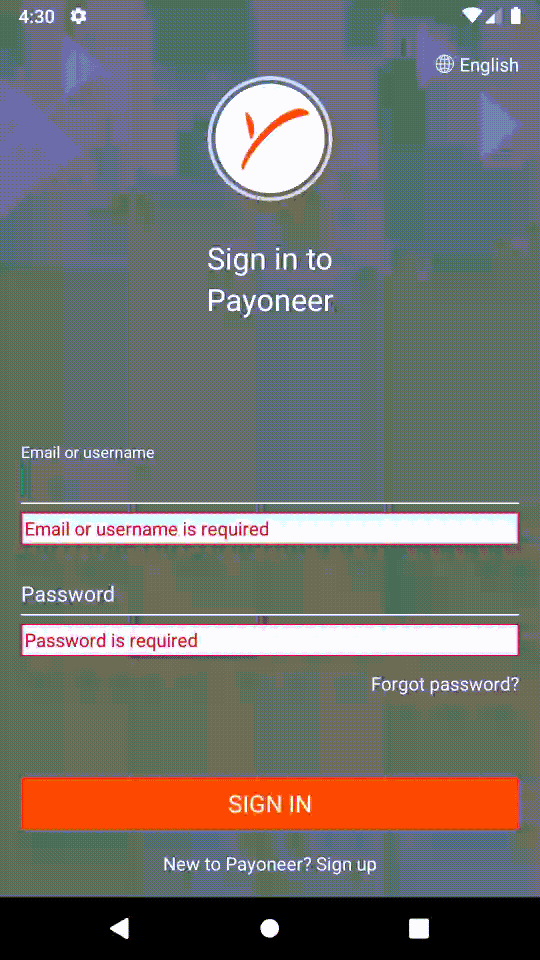 4:30
English
Sign in to
Payoneer
Email or username
Email or username is required
Password
Password is required
Forgot password?
SIGN IN
New to Payoneer? Sign up